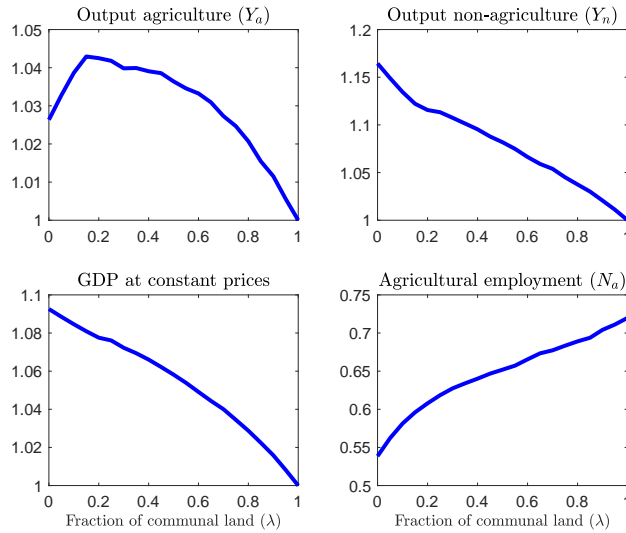 Output agriculture (Yₐ)
1.05
1.04
1.03
1.02
1.01
1
0 0.2 0.4 0.6 0.8 1
Output non-agriculture (Yₙ)
1.2
1.15
1.1
1.05
1
0 0.2 0.4 0.6 0.8 1
GDP at constant prices
1.1
1.08
1.06
1.04
1.02
1
0 0.2 0.4 0.6 0.8 1
Fraction of communal land (λ)
Agricultural employment (Nₐ)
0.75
0.7
0.65
0.6
0.55
0.5
0 0.2 0.4 0.6 0.8 1
Fraction of communal land (λ)